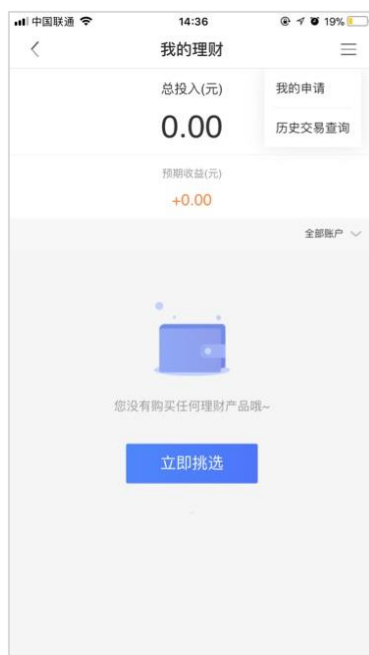 中国联通 14:36 19%
我的理财
总投入(元)
0.00
我的申请
历史交易查询
预期收益(元)
+0.00
全部账户
您没有购买任何理财产品哦~
立即挑选